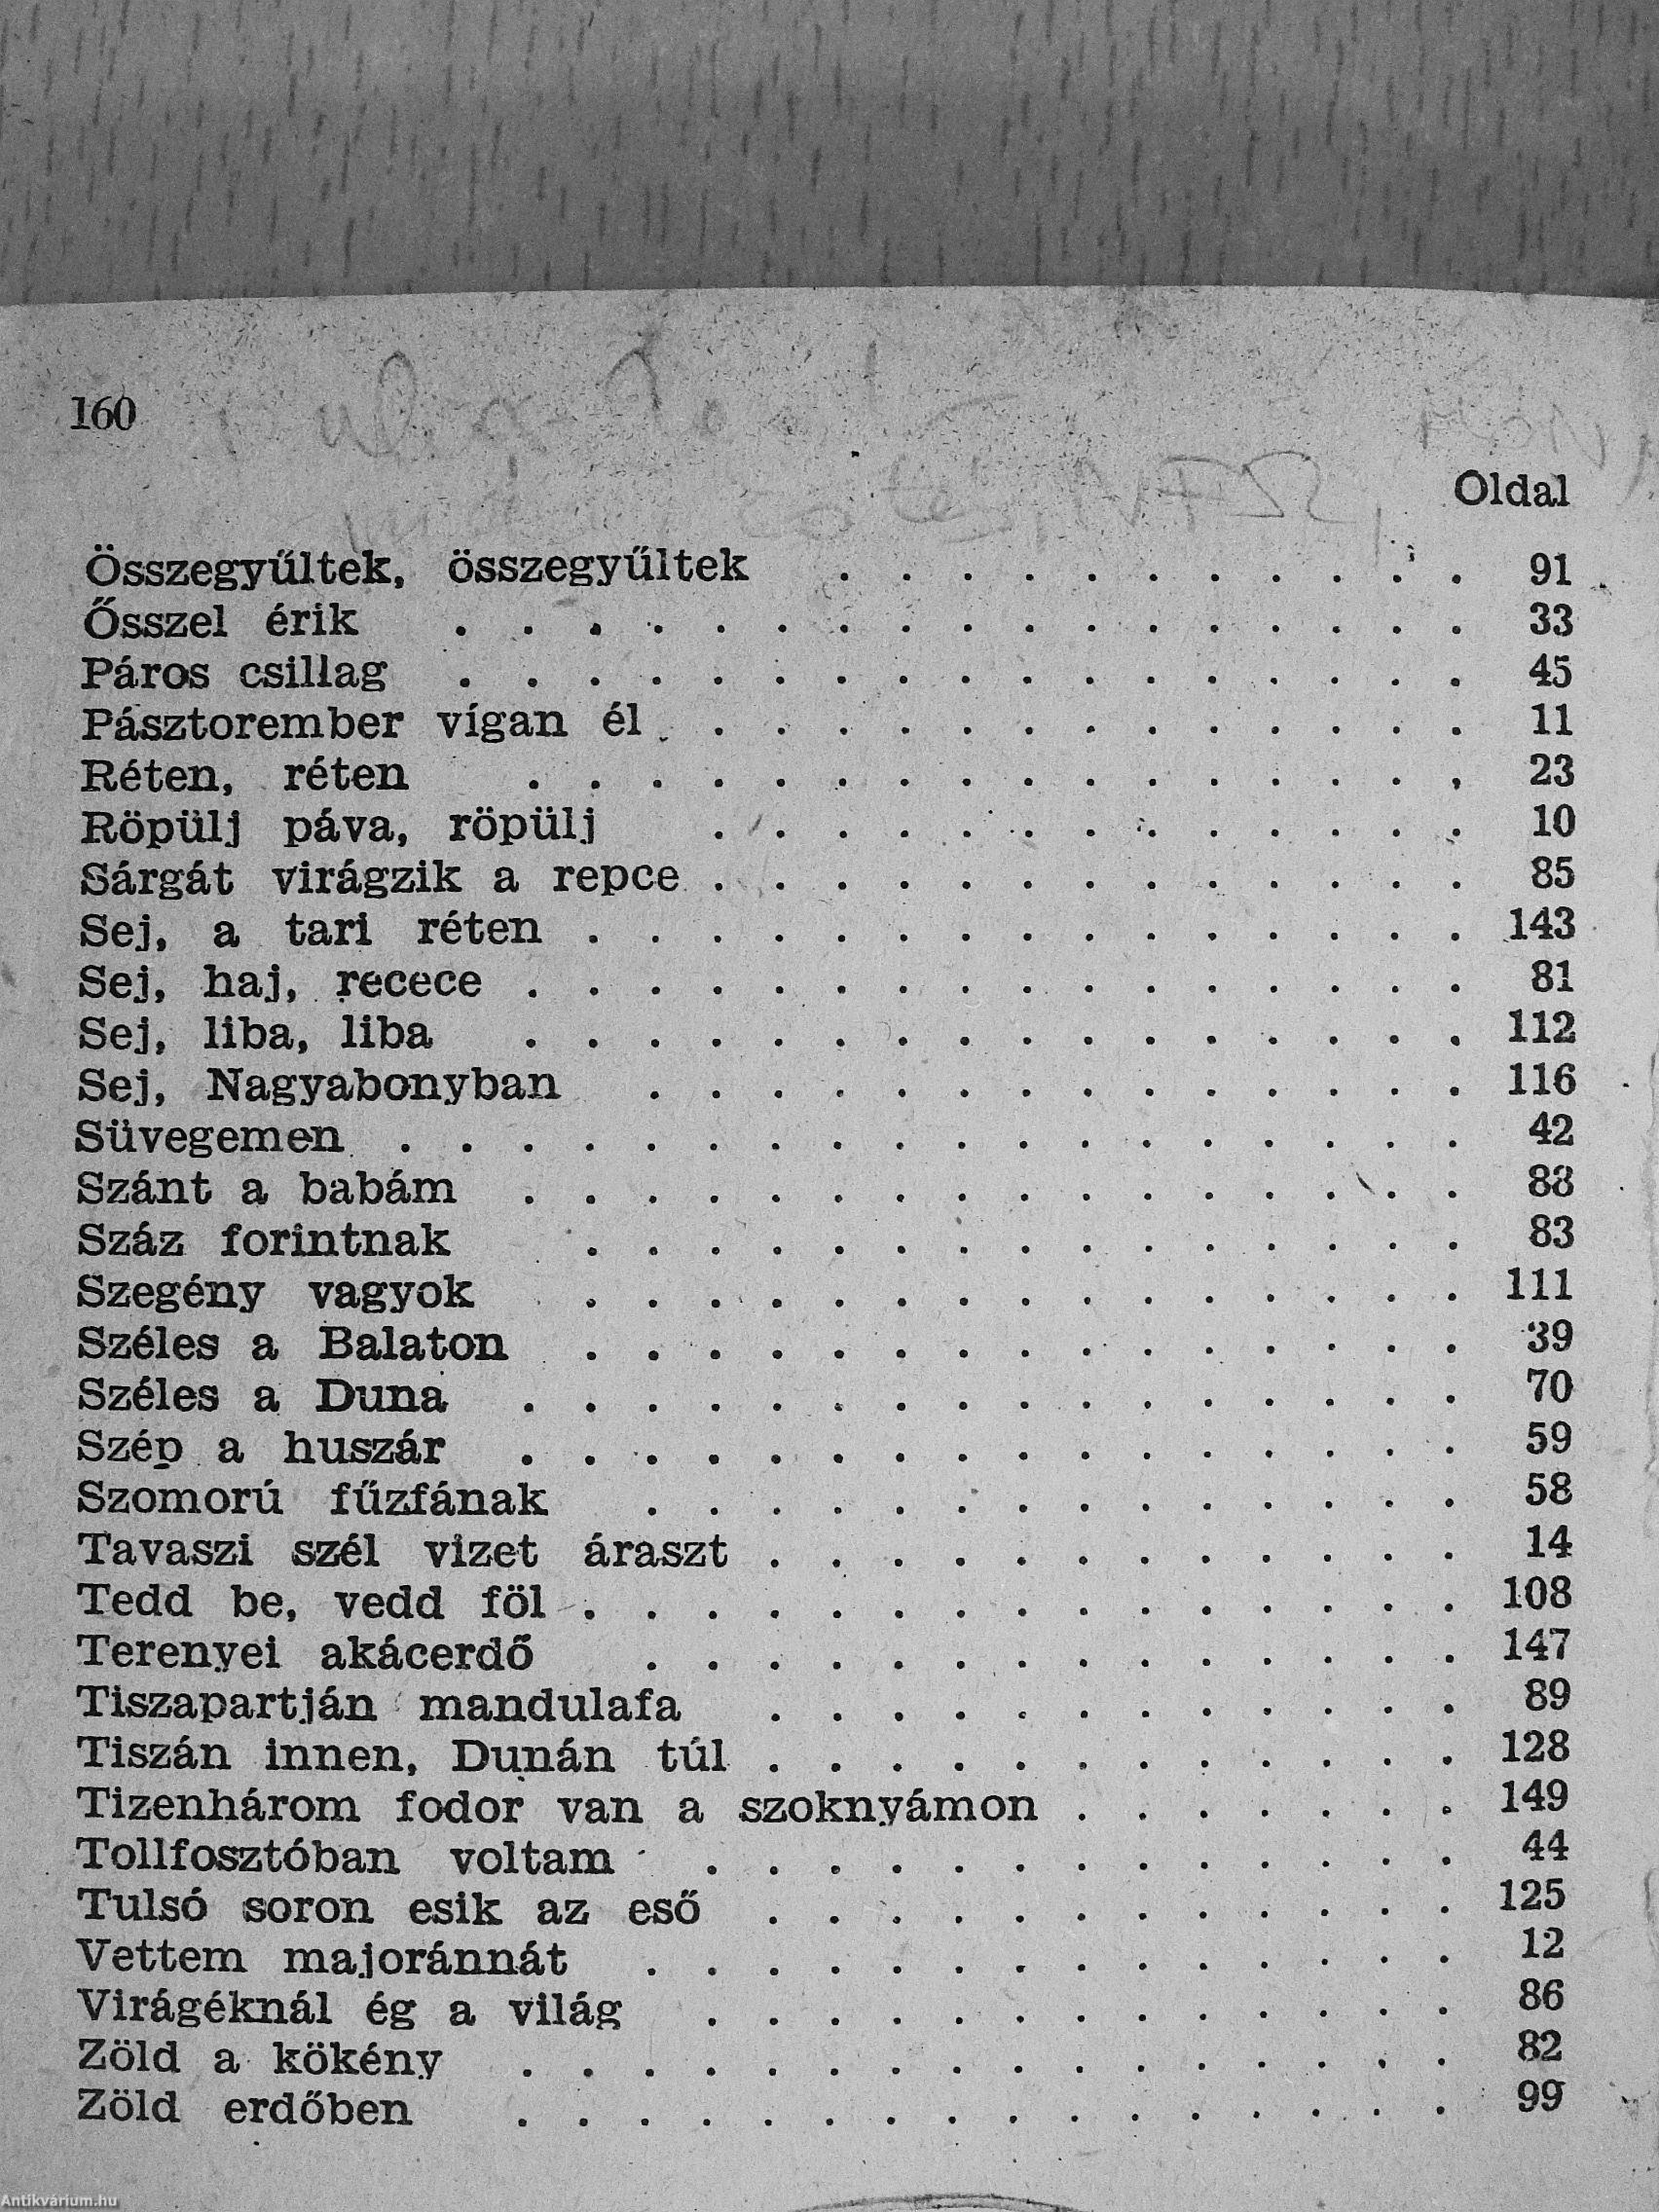 160
Oldal
Összegyűltek, összegyűltek . . . . . . . . . . . 91
Ősszel érik . . . . . . . . . . . . . . . . . 33
Páros csillag . . . . . . . . . . . . . . . . . 45
Pásztorember vígan él . . . . . . . . . . . . . . 11
Réten, réten . . . . . . . . . . . . . . . . 23
Röpülj páva, röpülj . . . . . . . . . . . . . 10
Sárgát virágzik a repce . . . . . . . . . . . . . 85
Sej, a tari réten . . . . . . . . . . . . . . . 143
Sej, haj, recece . . . . . . . . . . . . . . . . 81
Sej, liba, liba . . . . . . . . . . . . . . . . 112
Sej, Nagyabonyban . . . . . . . . . . . . . . 116
Süvegemen . . . . . . . . . . . . . . . . . . 42
Szánt a babám . . . . . . . . . . . . . . . . 88
Száz forintnak . . . . . . . . . . . . . . . 83
Szegény vagyok . . . . . . . . . . . . . . . 111
Széles a Balaton . . . . . . . . . . . . . . . 39
Széles a Duna . . . . . . . . . . . . . . . . 70
Szép a huszár . . . . . . . . . . . . . . . . 59
Szomorú fűzfának . . . . . . . . . . . . . . 58
Tavaszi szél vizet áraszt . . . . . . . . . . . . 14
Tedd be, vedd föl . . . . . . . . . . . . . . . 108
Terenyei akácerdő . . . . . . . . . . . . . . 147
Tiszapartján mandulafa . . . . . . . . . . . . 89
Tiszán innen, Dunán túl . . . . . . . . . . . . 128
Tizenhárom fodor van a szoknyámon . . . . . . . 149
Tollfosztóban voltam . . . . . . . . . . . . . 44
Tulsó soron esik az eső . . . . . . . . . . . . 125
Vettem majoránnát . . . . . . . . . . . . . . 12
Virágéknál ég a világ . . . . . . . . . . . . . 86
Zöld a kökény . . . . . . . . . . . . . . . . 82
Zöld erdőben . . . . . . . . . . . . . . . . 99
Antikvárium.hu